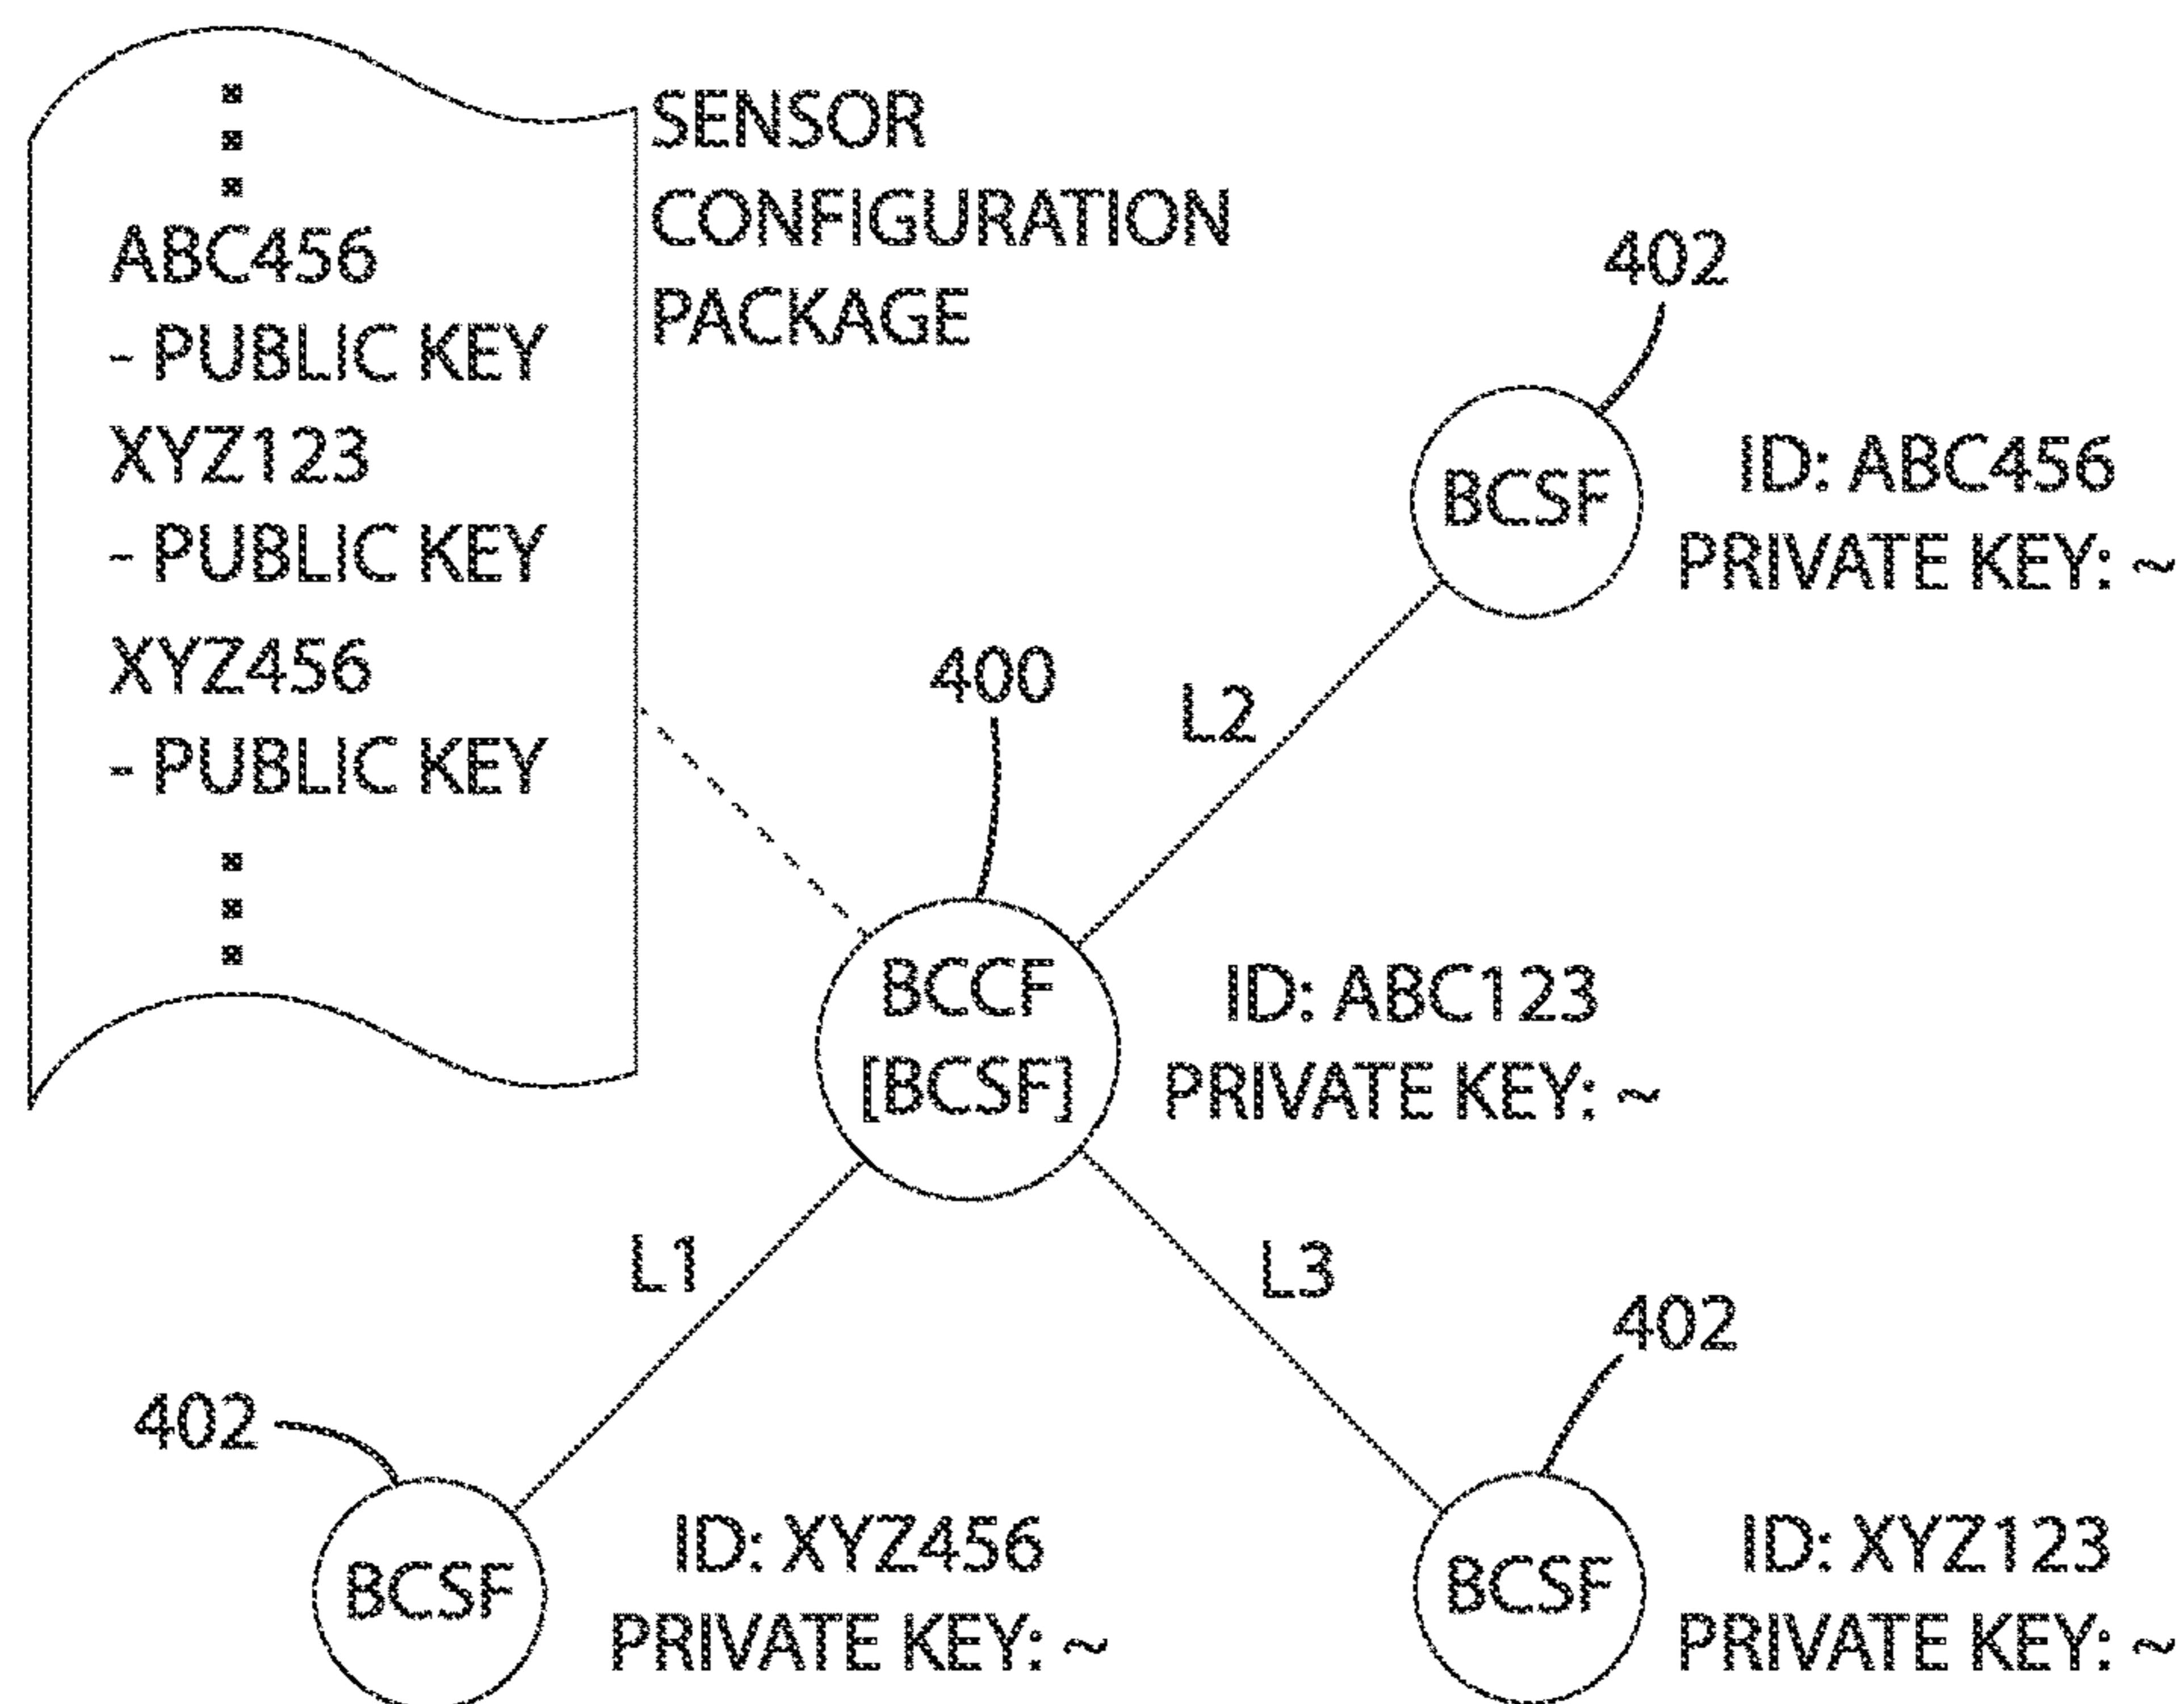 SENSOR
CONFIGURATION
PACKAGE
ABC456
- PUBLIC KEY
XYZ123
- PUBLIC KEY
XYZ456
- PUBLIC KEY
402
BCSF
ID: ABC456
PRIVATE KEY: ~
400
L2
BCCF
[BCSF]
ID: ABC123
PRIVATE KEY: ~
L1
L3
402
BCSF
ID: XYZ456
PRIVATE KEY: ~
402
BCSF
ID: XYZ123
PRIVATE KEY: ~